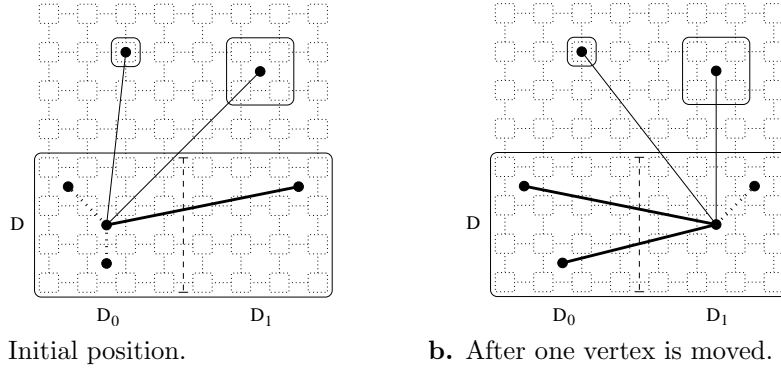 D D
D0 D1 D0 D1
Initial position. b. After one vertex is moved.